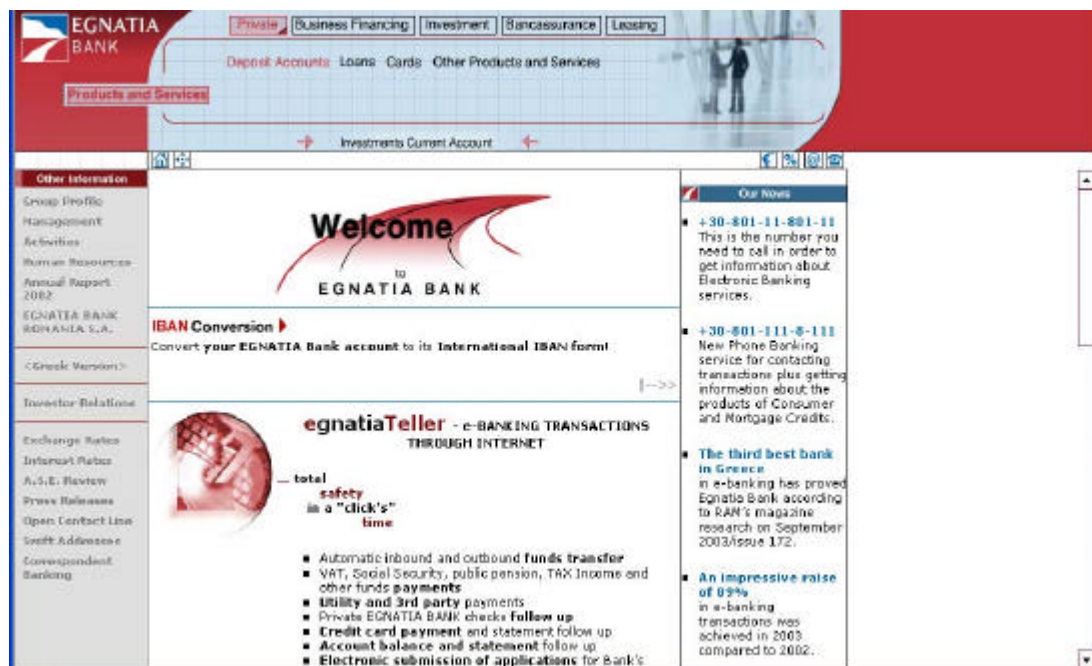 EGNATIA
BANK
Private
Business Financing
Investment
Bancassurance
Leasing
Deposit Accounts Loans Cards Other Products and Services
Products and Services
Investments Current Account
Other Information
Group Profile
Management
Activities
Human Resources
Annual Report
2002
EGNATIA BANK
ROMANIA S.A.
<Greek Version>
Investor Relations
Exchange Rates
Interest Rates
A.S.E. Review
Press Releases
Open Contact Line
Swift Addresses
Correspondent
Banking
Welcome
to
EGNATIA BANK
IBAN Conversion
Convert your EGNATIA Bank account to its International IBAN form!
|-->>
egnatiaTeller - e-BANKING TRANSACTIONS
THROUGH INTERNET
... total
safety
in a "click's"
time
Automatic inbound and outbound funds transfer
VAT, Social Security, public pension, TAX Income and
other funds payments
Utility and 3rd party payments
Private EGNATIA BANK checks follow up
Credit card payment and statement follow up
Account balance and statement follow up
Electronic submission of applications for Bank's
Our News
+30-801-11-801-11
This is the number you
need to call in order to
get information about
Electronic Banking
services.
+30-801-111-8-111
New Phone Banking
service for contacting
transactions plus getting
information about the
products of Consumer
and Mortgage Credits.
The third best bank
in Greece
in e-banking has proved
Egnatia Bank according
to RAM's magazine
research on September
2003/issue 172.
An impressive raise
of 89%
in e-banking
transactions was
achieved in 2003
compared to 2002.